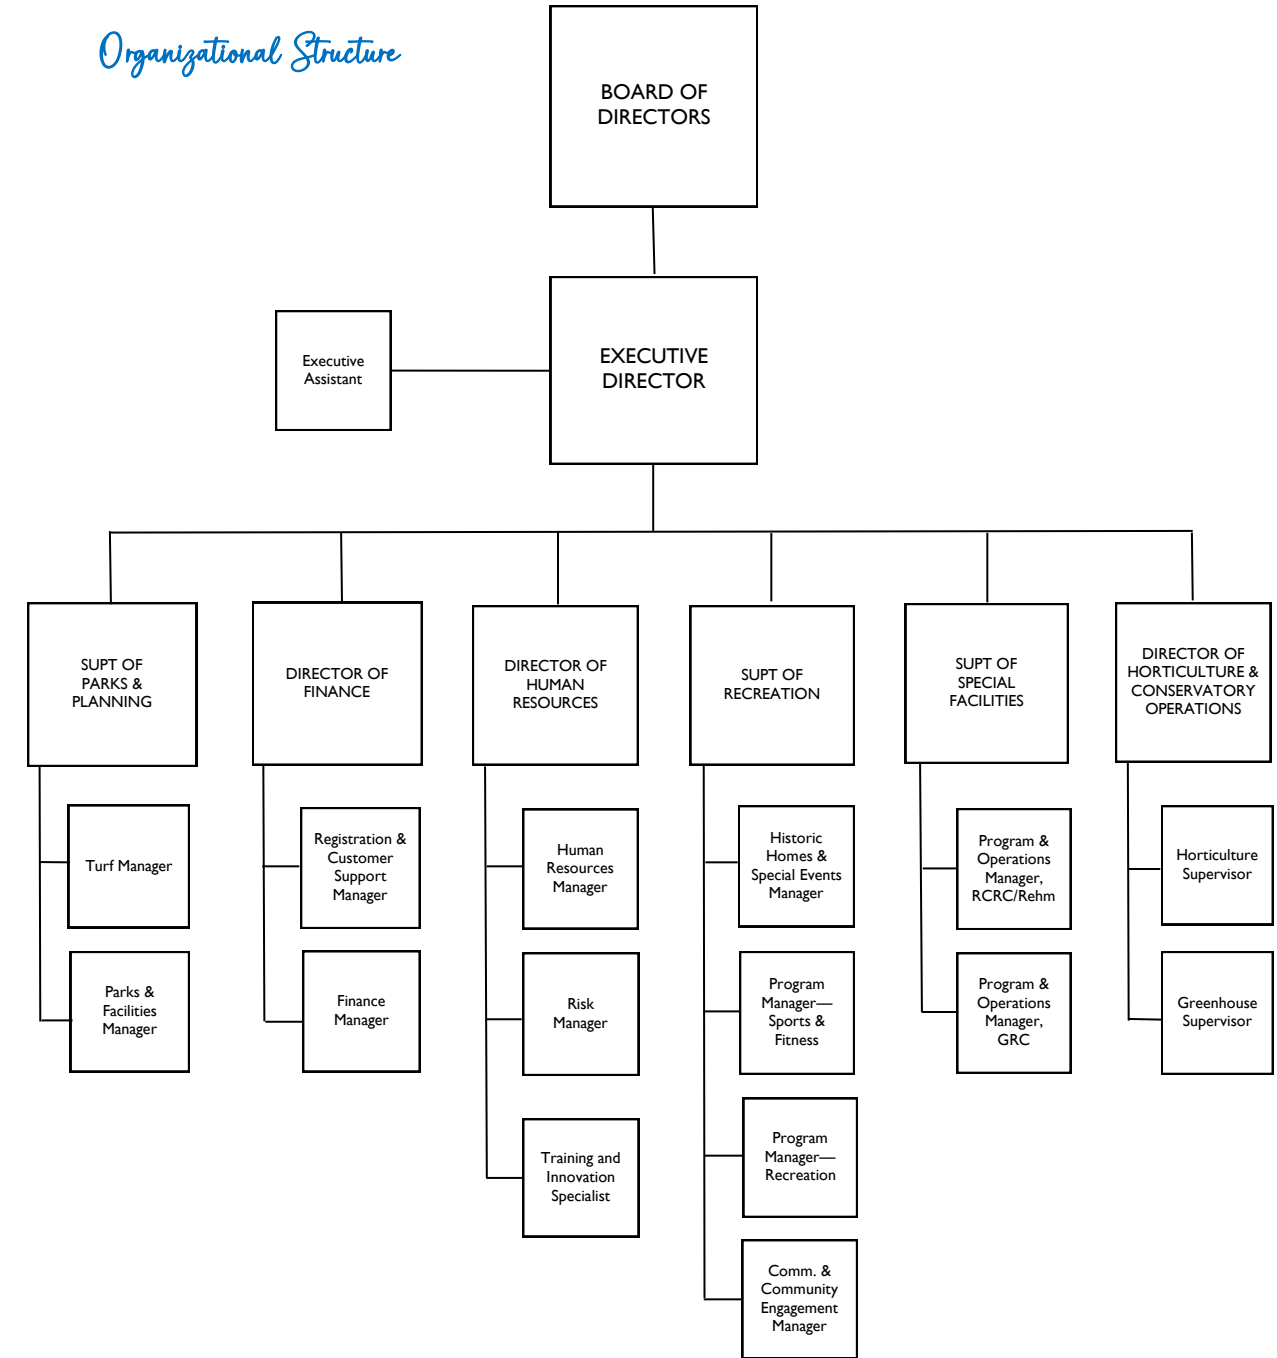 Organizational Structure
BOARD OF
DIRECTORS
Executive
Assistant
EXECUTIVE
DIRECTOR
SUPT OF
PARKS &
PLANNING
DIRECTOR OF
FINANCE
DIRECTOR OF
HUMAN
RESOURCES
SUPT OF
RECREATION
SUPT OF
SPECIAL
FACILITIES
DIRECTOR OF
HORTICULTURE &
CONSERVATORY
OPERATIONS
Turf Manager
Registration &
Customer
Support
Manager
Human
Resources
Manager
Historic
Homes &
Special Events
Manager
Program &
Operations
Manager,
RCRC/Rehm
Horticulture
Supervisor
Parks &
Facilities
Manager
Finance
Manager
Risk
Manager
Program
Manager—
Sports &
Fitness
Program &
Operations
Manager,
GRC
Greenhouse
Supervisor
Training and
Innovation
Specialist
Program
Manager—
Recreation
Comm. &
Community
Engagement
Manager